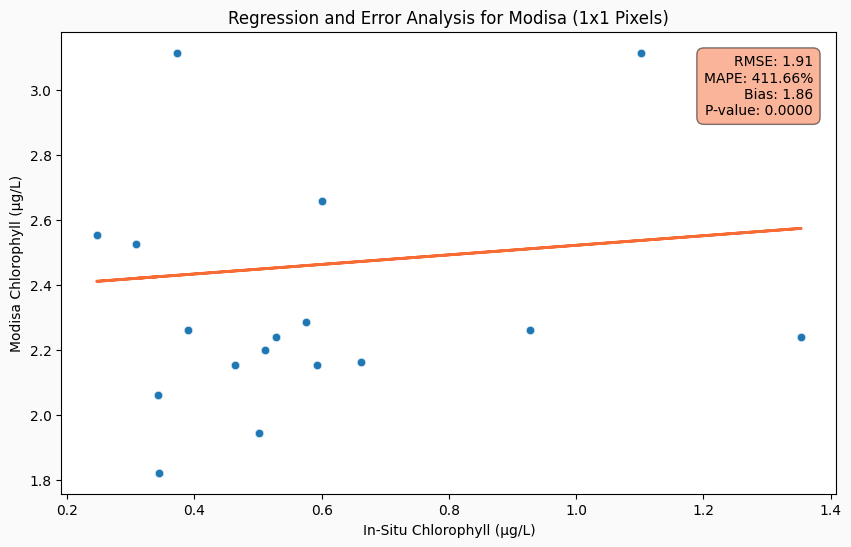 Regression and Error Analysis for Modisa (1x1 Pixels)
RMSE: 1.91
MAPE: 411.66%
Bias: 1.86
P-value: 0.0000
Modisa Chlorophyll (µg/L)
3.0
2.8
2.6
2.4
2.2
2.0
1.8
0.2 0.4 0.6 0.8 1.0 1.2 1.4
In-Situ Chlorophyll (µg/L)